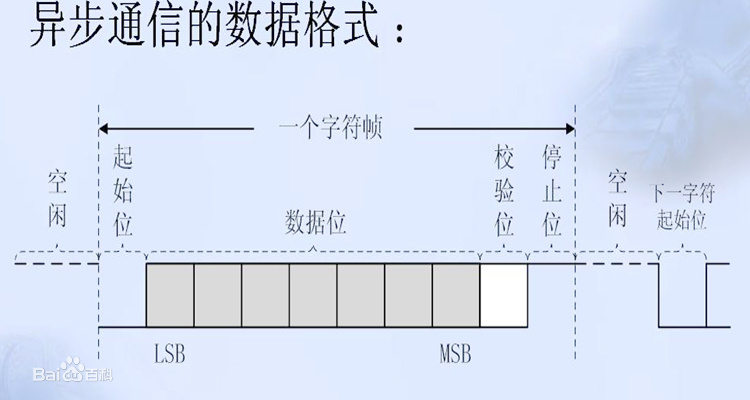 异步通信的数据格式：
一个字符帧
空闲
起始位
数据位
校验位
停止位
空闲
下一字符
起始位
LSB
MSB
Bai百科